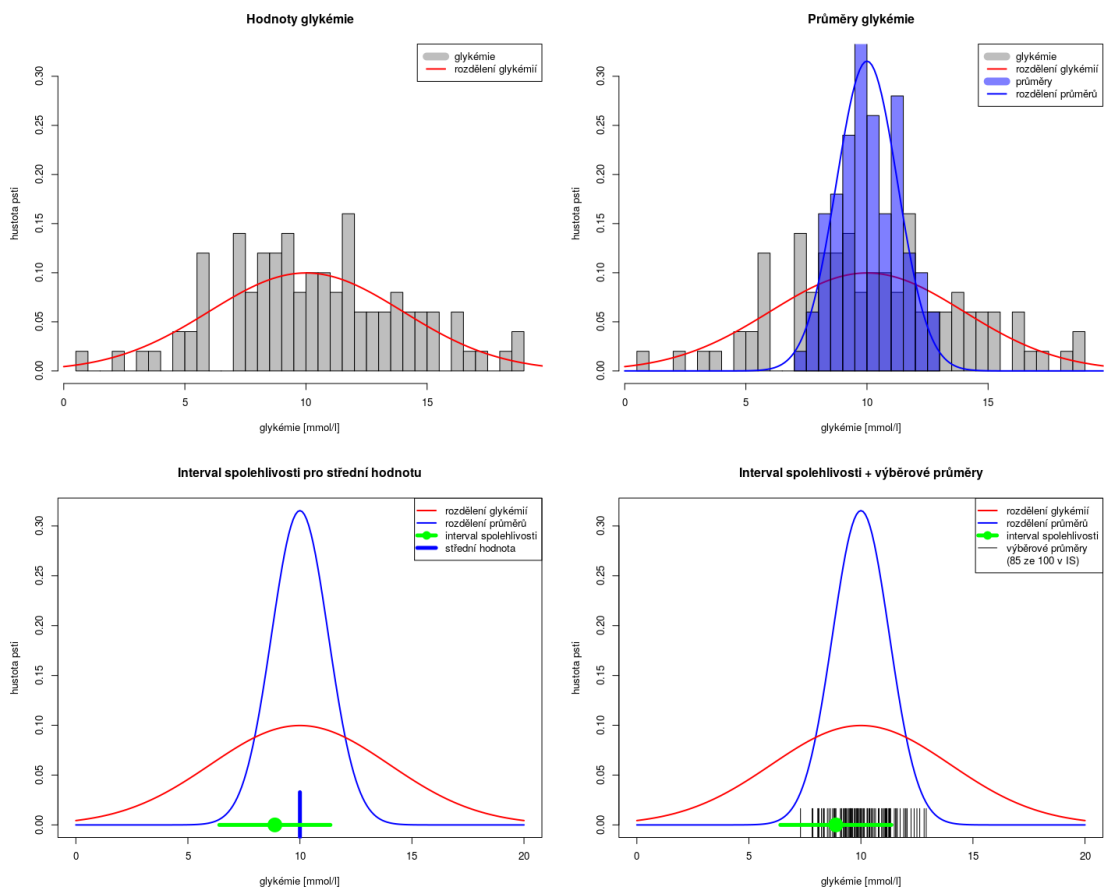 Hodnoty glykémie
glykémie
rozdělení glykémií
hustota psti
0.00
0.05
0.10
0.15
0.20
0.30
0
5
10
15
glykémie [mmol/l]
Průměry glykémie
glykémie
rozdělení glykémií
průměry
rozdělení průměrů
hustota psti
0.00
0.05
0.10
0.15
0.20
0.30
0
5
10
15
glykémie [mmol/l]
Interval spolehlivosti pro střední hodnotu
rozdělení glykémií
rozdělení průměrů
interval spolehlivosti
střední hodnota
hustota psti
0.00
0.05
0.10
0.15
0.20
0.25
0.30
0
5
10
15
20
glykémie [mmol/l]
Interval spolehlivosti + výběrové průměry
rozdělení glykémií
rozdělení průměrů
interval spolehlivosti
výběrové průměry
(85 ze 100 v IS)
hustota psti
0.00
0.05
0.10
0.15
0.20
0.25
0.30
0
5
10
15
20
glykémie [mmol/l]